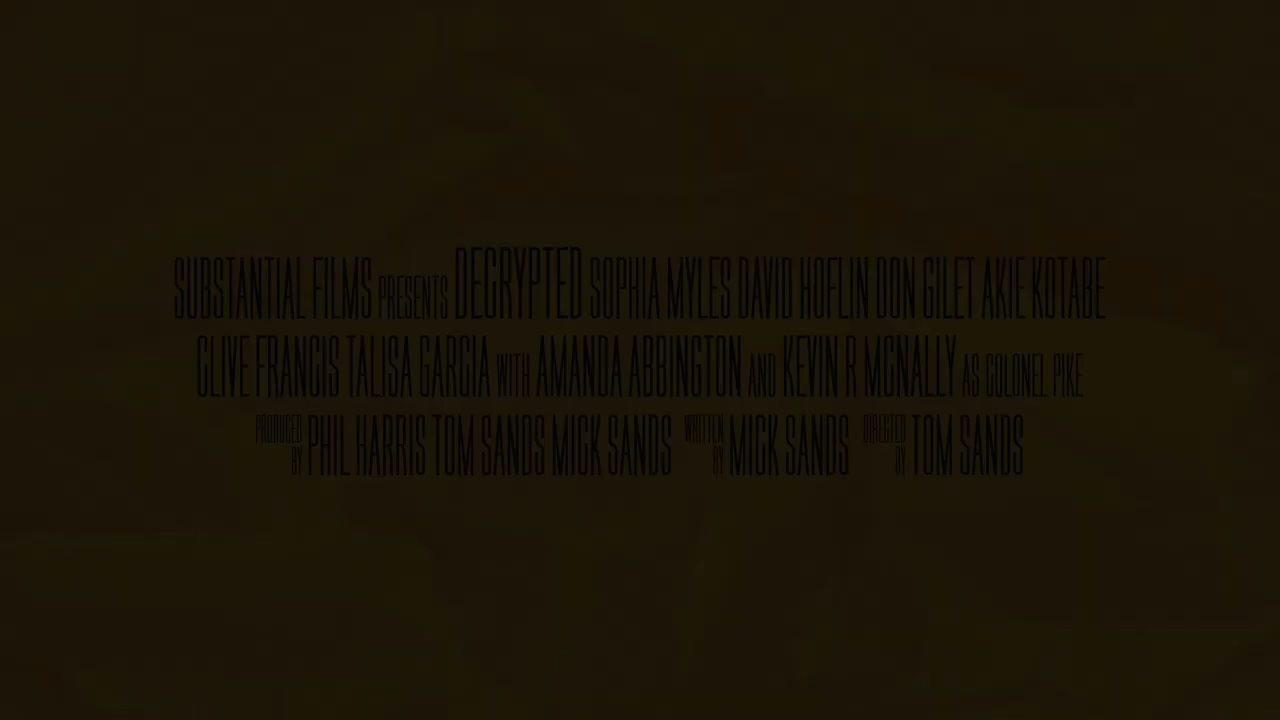 SUBSTANTIAL FILMS PRESENTS DECRYPTED SOPHIA MYLES DAVID HOFLIN DON GILET AKIE KOTABE
CLIVE FRANCIS TALISA GARCIA WITH AMANDA ABBINGTON AND KEVIN R MCNALLY AS COLONEL PIKE
PRODUCED BY PHIL HARRIS TOM SANDS MICK SANDS WRITTEN BY MICK SANDS DIRECTED BY TOM SANDS